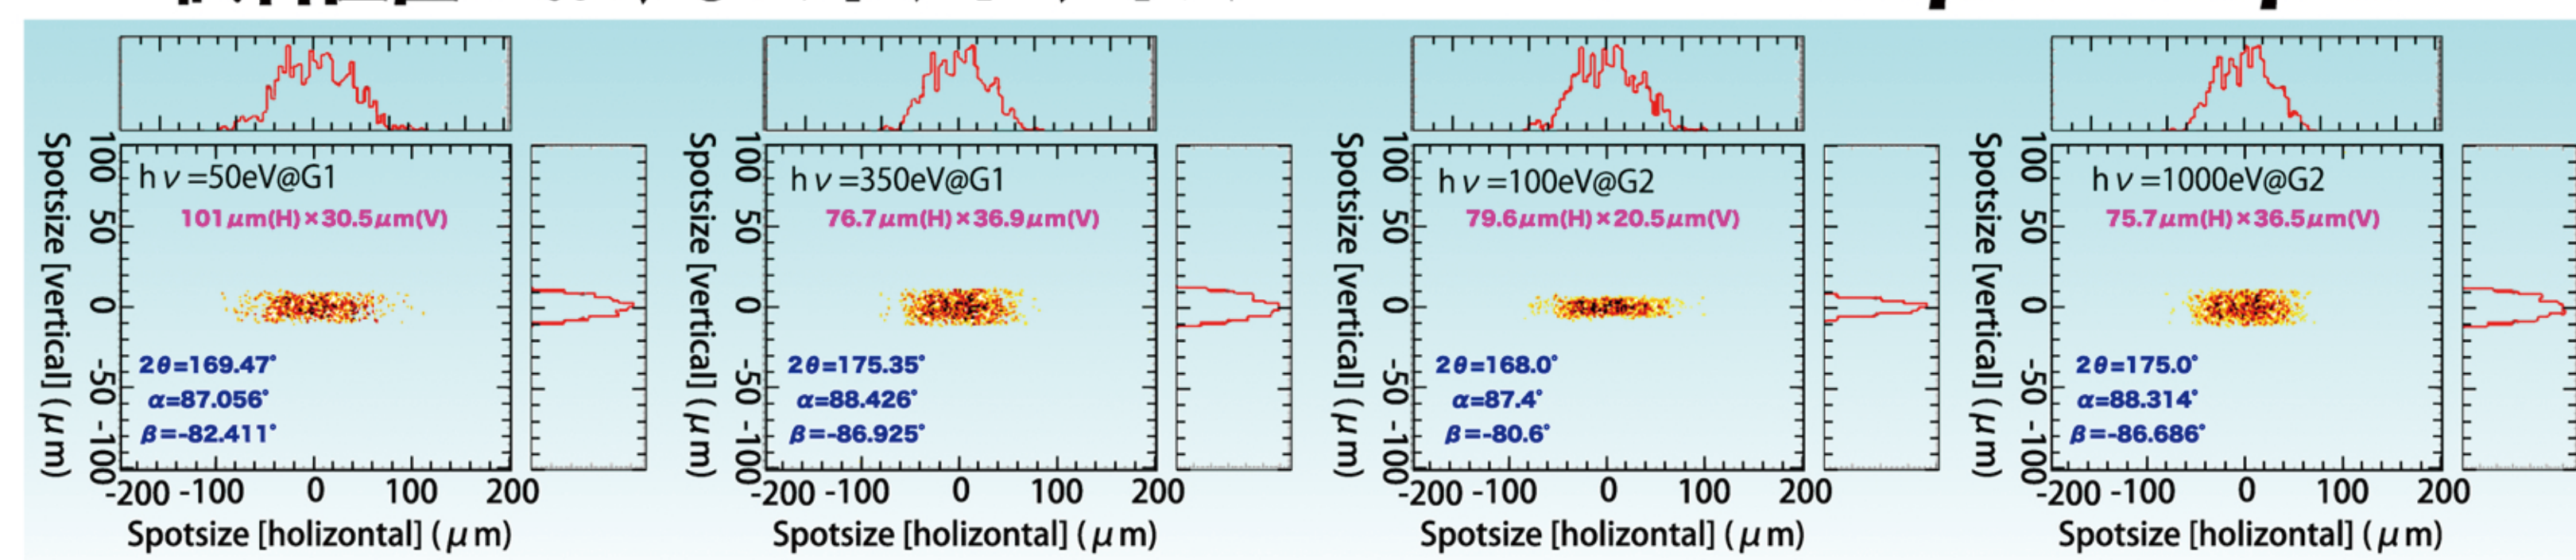 hν=50eV@G1
101μm(H)×30.5μm(V)
2θ=169.47°
α=87.056°
β=-82.411°
Spotsize [vertical] (μm)
100
50
0
-50
-100
-200 -100 0 100 200
Spotsize [holizontal] (μm)
hν=350eV@G1
76.7μm(H)×36.9μm(V)
2θ=175.35°
α=88.426°
β=-86.925°
Spotsize [vertical] (μm)
100
50
0
-50
-100
-200 -100 0 100 200
Spotsize [holizontal] (μm)
hν=100eV@G2
79.6μm(H)×20.5μm(V)
2θ=168.0°
α=87.4°
β=-80.6°
Spotsize [vertical] (μm)
100
50
0
-50
-100
-200 -100 0 100 200
Spotsize [holizontal] (μm)
hν=1000eV@G2
75.7μm(H)×36.5μm(V)
2θ=175.0°
α=88.314°
β=-86.686°
Spotsize [vertical] (μm)
100
50
0
-50
-100
-200 -100 0 100 200
Spotsize [holizontal] (μm)